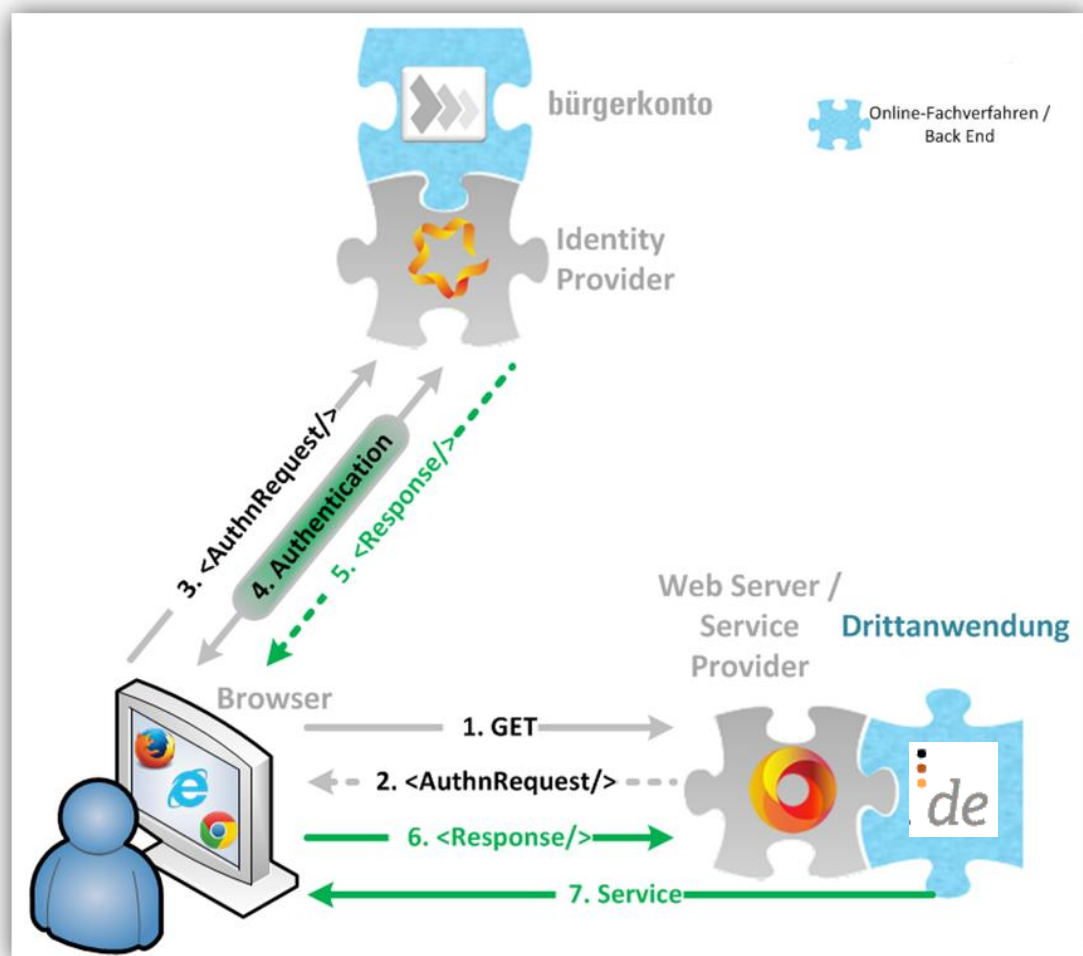 bürgerkonto
Online-Fachverfahren /
Back End
Identity
Provider
3. <AuthnRequest/>
4. Authentication
5. <Response/>
Web Server /
Service
Provider
Drittanwendung
Browser
1. GET
2. <AuthnRequest/>
6. <Response/>
7. Service
de